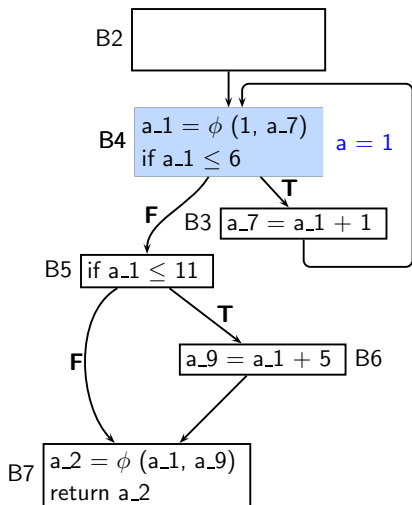 B2
B4
a_1 = ϕ (1, a_7)
if a_1 ≤ 6
a = 1
T
F
B3
a_7 = a_1 + 1
B5
if a_1 ≤ 11
T
F
a_9 = a_1 + 5
B6
B7
a_2 = ϕ (a_1, a_9)
return a_2